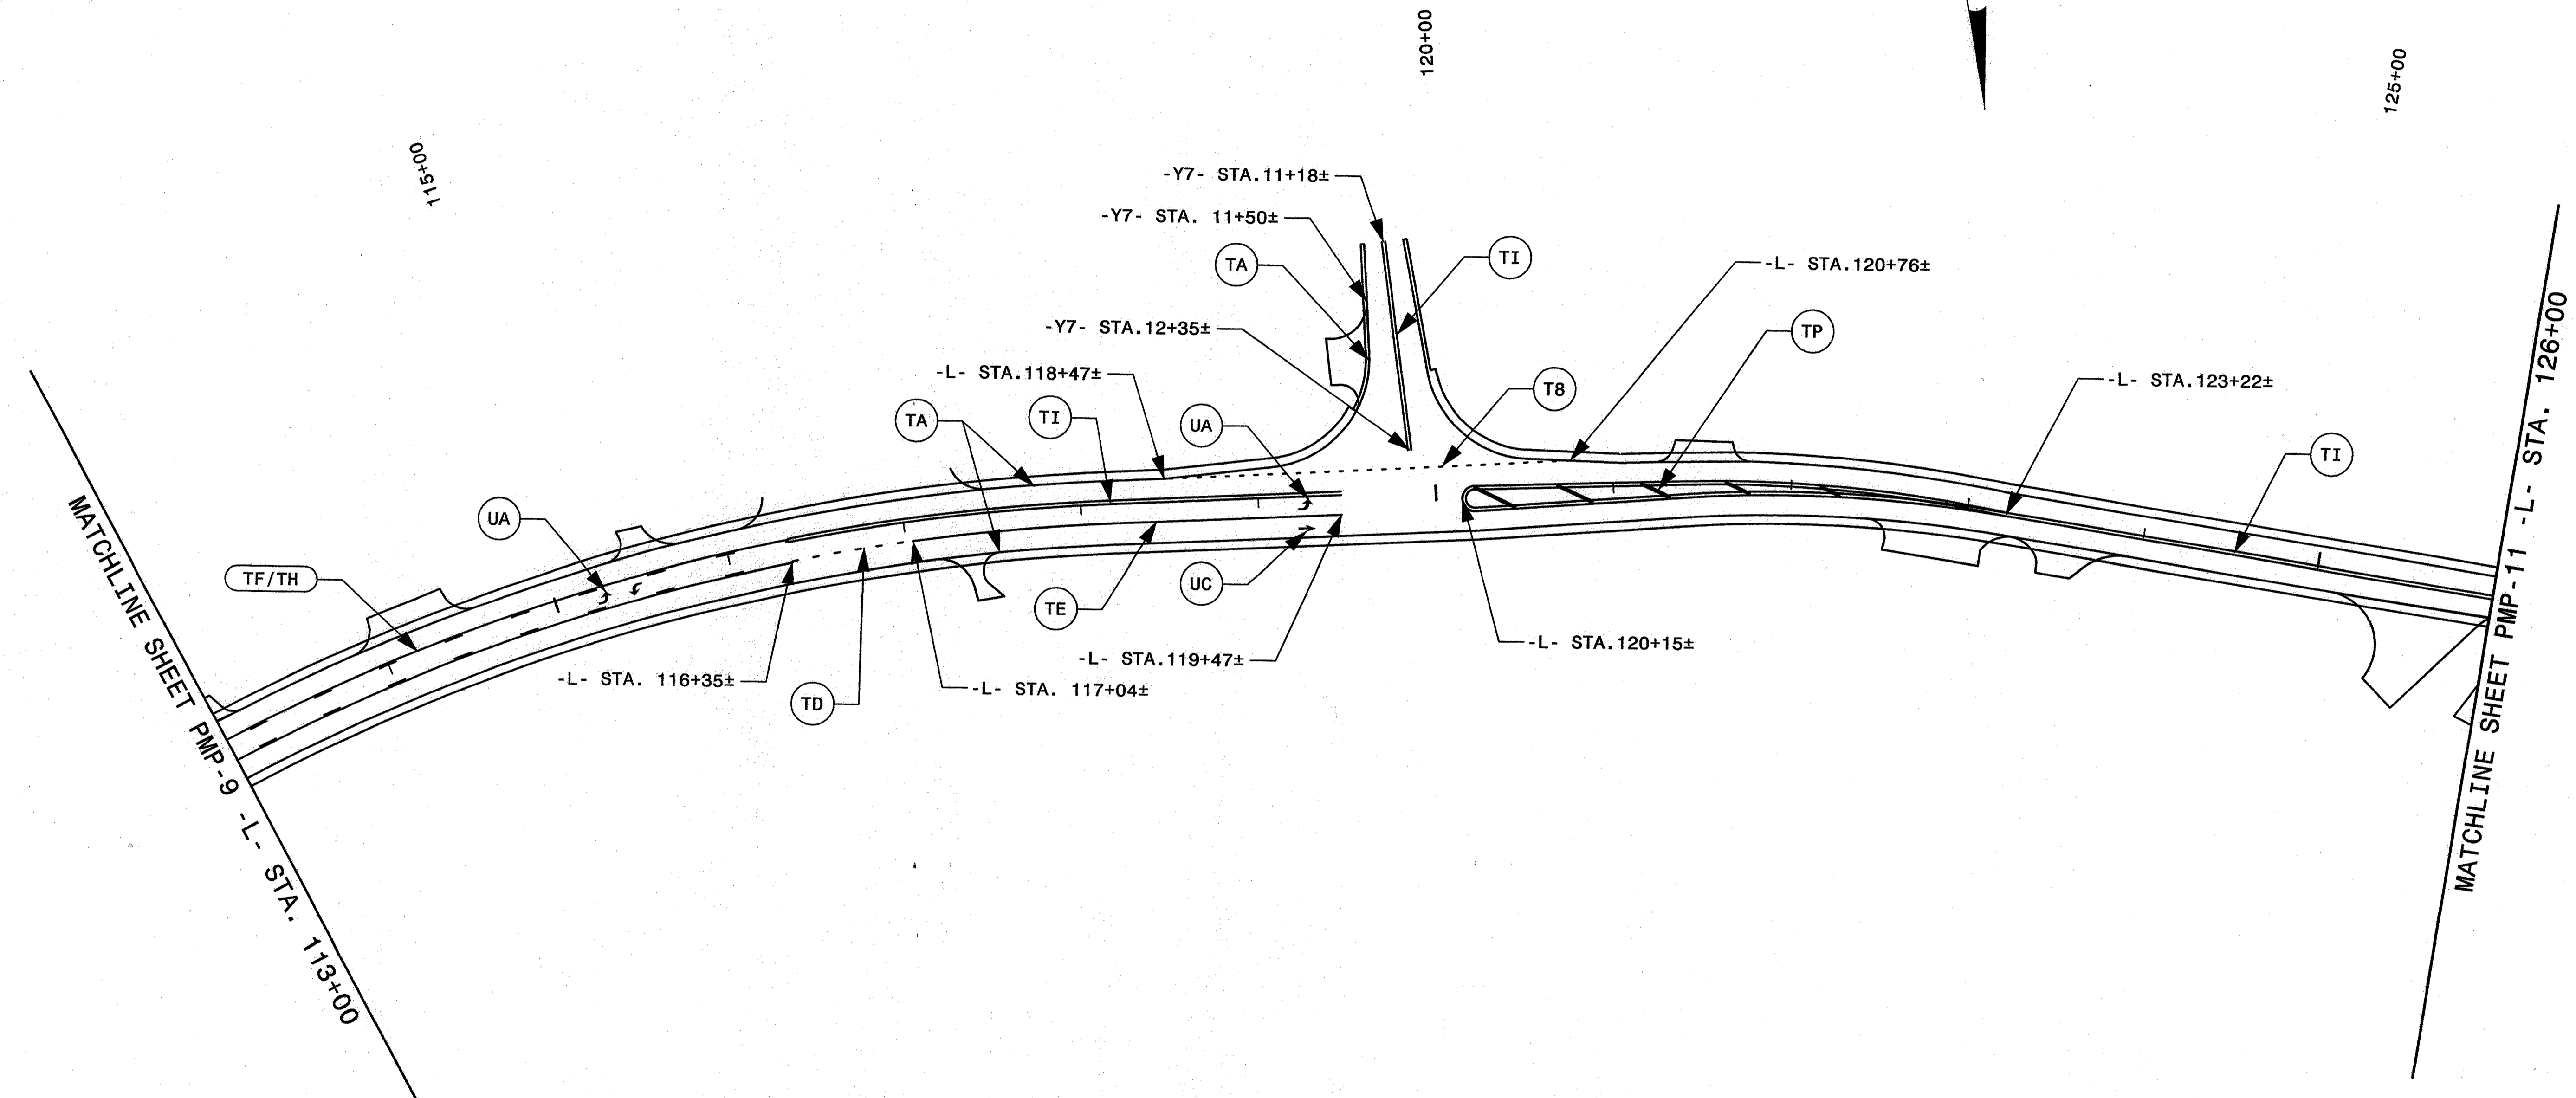 120+00
125+00
115+00
-Y7- STA.11+18±
-Y7- STA. 11+50±
TA
TI
-L- STA.120+76±
-Y7- STA.12+35±
TP
-L- STA.118+47±
T8
-L- STA.123+22±
TA
TI
UA
TI
UA
TF/TH
UC
TE
-L- STA.120+15±
-L- STA.119+47±
-L- STA. 116+35±
-L- STA. 117+04±
TD
MATCHLINE SHEET PMP-9 -L- STA. 113+00
MATCHLINE SHEET PMP-11 -L- STA. 126+00